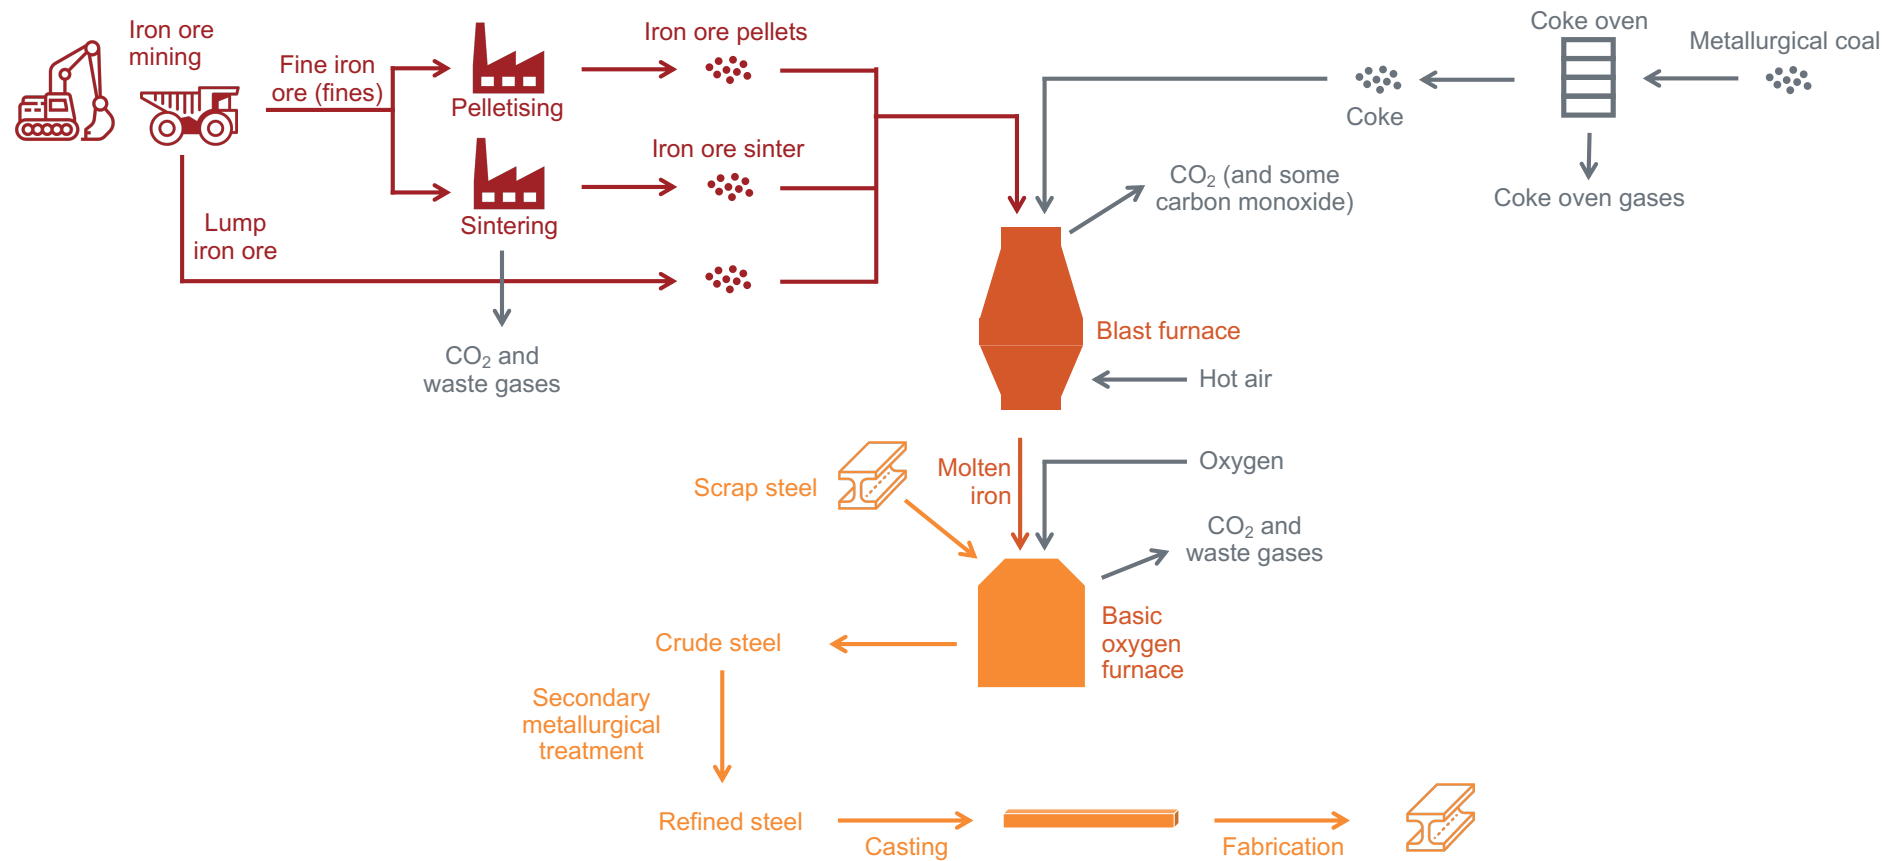 Iron ore
mining
Fine iron
ore (fines)
Pelletising
Iron ore pellets
Sintering
Iron ore sinter
Lump
iron ore
CO₂ and
waste gases
Coke oven
Metallurgical coal
Coke
Coke oven gases
CO₂ (and some
carbon monoxide)
Blast furnace
Hot air
Molten
iron
Oxygen
Scrap steel
CO₂ and
waste gases
Basic
oxygen
furnace
Crude steel
Secondary
metallurgical
treatment
Refined steel
Casting
Fabrication